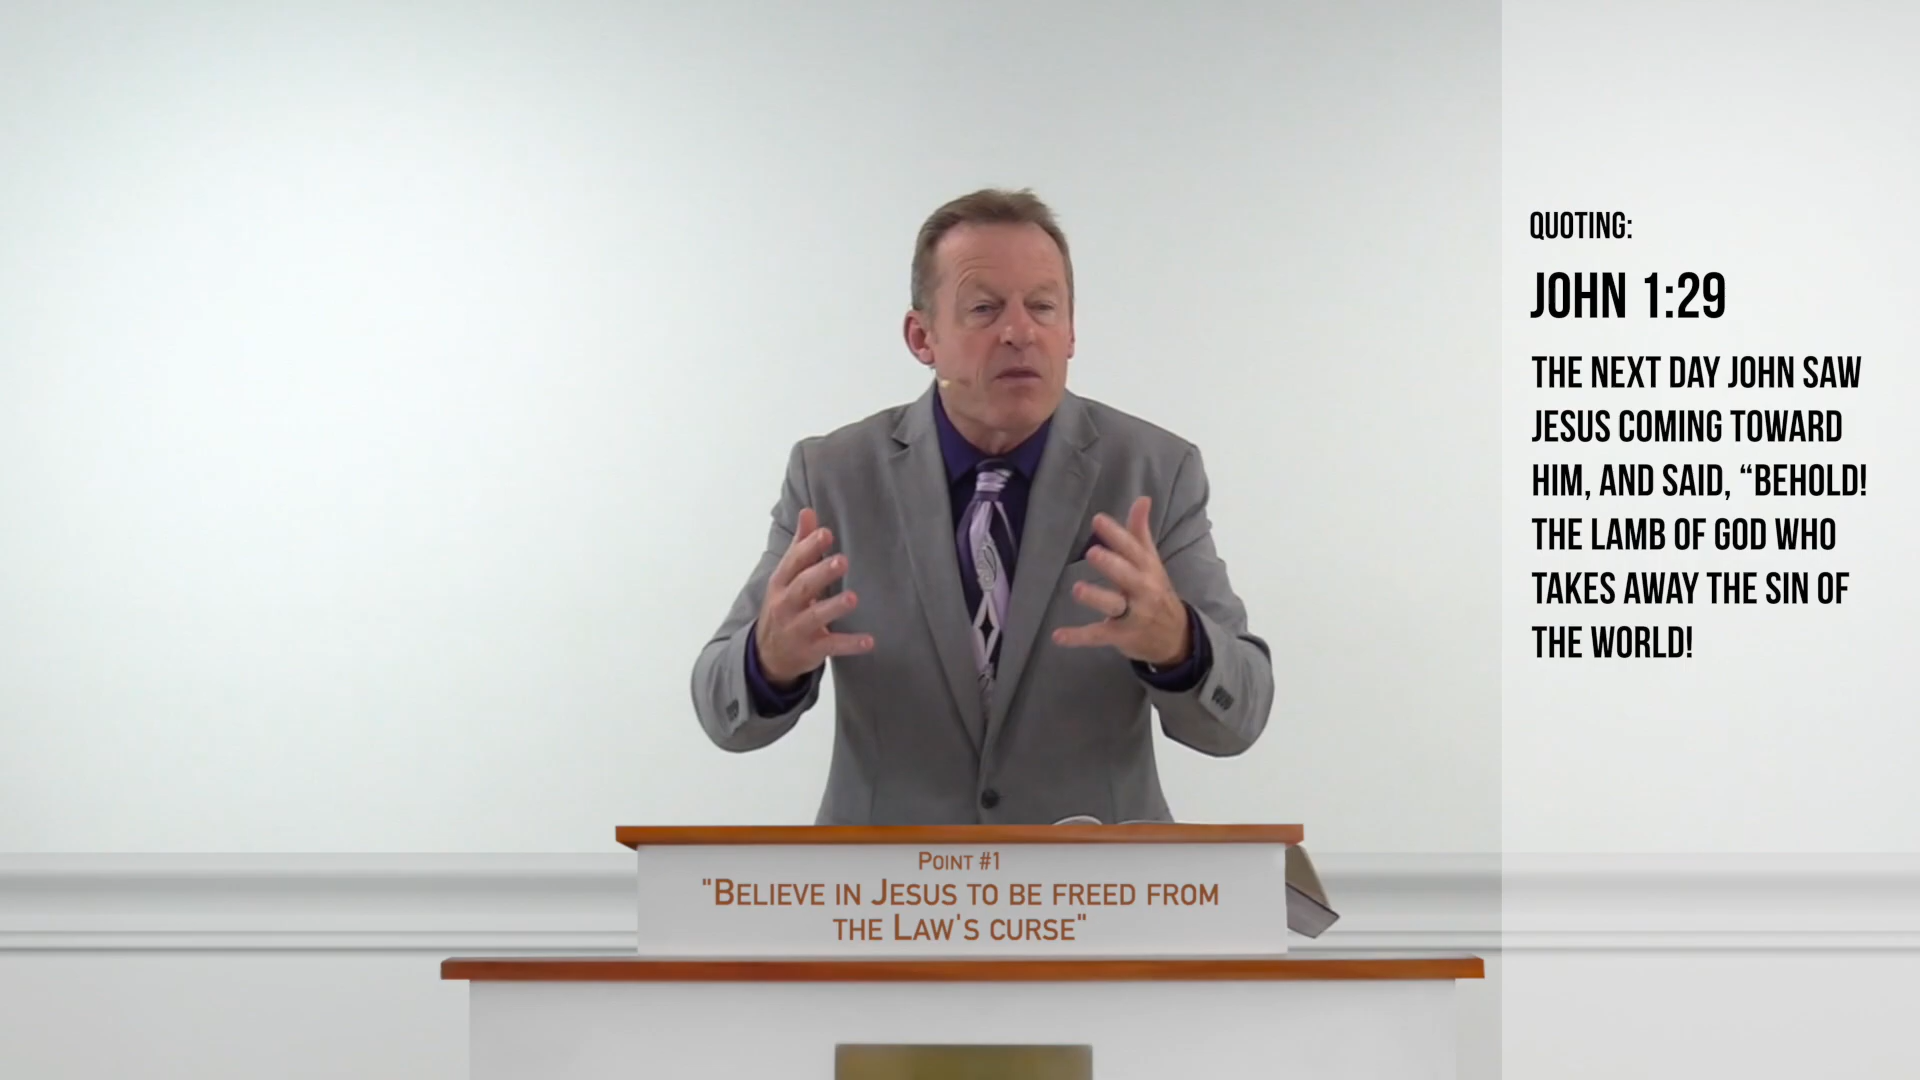 QUOTING:
JOHN 1:29
THE NEXT DAY JOHN SAW
JESUS COMING TOWARD
HIM, AND SAID, “BEHOLD!
THE LAMB OF GOD WHO
TAKES AWAY THE SIN OF
THE WORLD!
POINT #1
"BELIEVE IN JESUS TO BE FREED FROM
THE LAW'S CURSE"